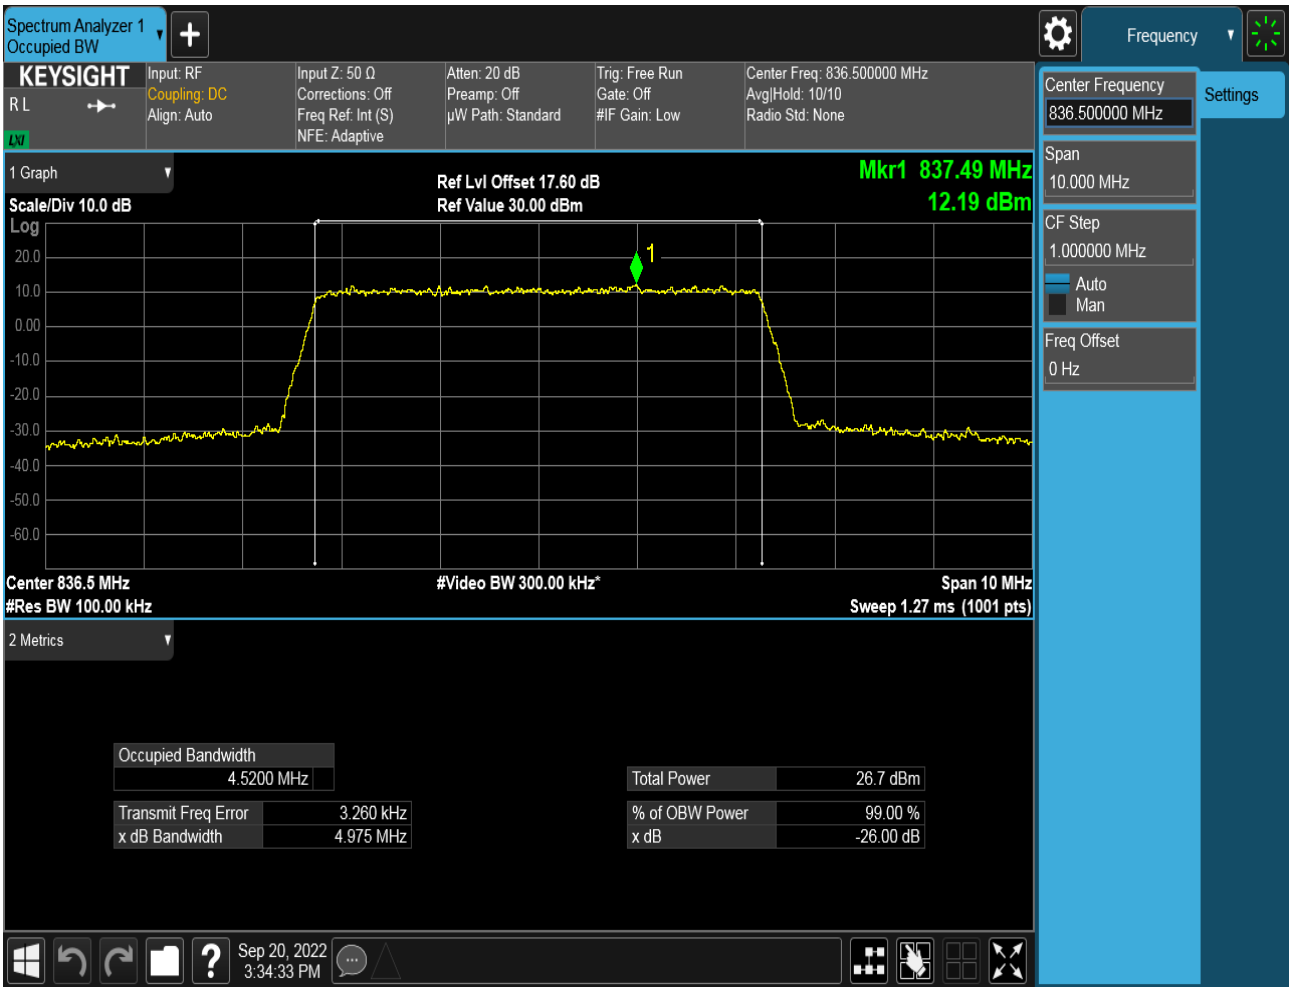 Spectrum Analyzer 1
Occupied BW
Frequency
KEYSIGHT
R L
LXI
Input: RF
Coupling: DC
Align: Auto
Input Z: 50 Ω
Corrections: Off
Freq Ref: Int (S)
NFE: Adaptive
Atten: 20 dB
Preamp: Off
µW Path: Standard
Trig: Free Run
Gate: Off
#IF Gain: Low
Center Freq: 836.500000 MHz
Avg|Hold: 10/10
Radio Std: None
Center Frequency
836.500000 MHz
Settings
Span
10.000 MHz
CF Step
1.000000 MHz
Auto
Man
Freq Offset
0 Hz
1 Graph
Ref Lvl Offset 17.60 dB
Mkr1 837.49 MHz
Scale/Div 10.0 dB
Ref Value 30.00 dBm
12.19 dBm
Log
1
20.0
10.0
0.00
-10.0
-20.0
-30.0
-40.0
-50.0
-60.0
Center 836.5 MHz
#Video BW 300.00 kHz*
Span 10 MHz
#Res BW 100.00 kHz
Sweep 1.27 ms (1001 pts)
2 Metrics
Occupied Bandwidth
4.5200 MHz
Total Power 26.7 dBm
Transmit Freq Error 3.260 kHz
% of OBW Power 99.00 %
x dB Bandwidth 4.975 MHz
x dB -26.00 dB
?
Sep 20, 2022
3:34:33 PM